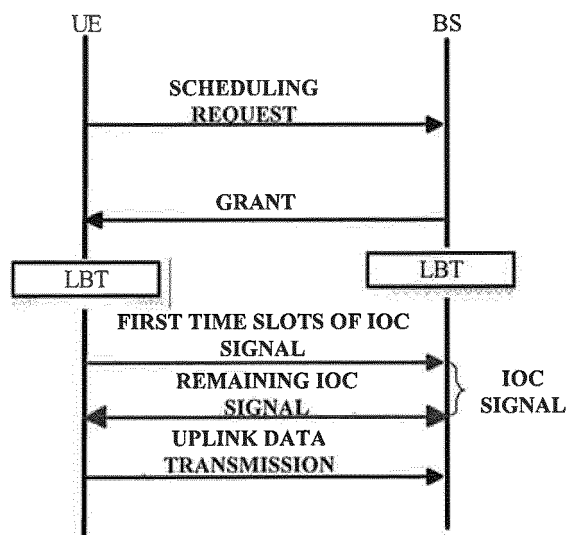 UE
BS
SCHEDULING
REQUEST
GRANT
LBT
LBT
FIRST TIME SLOTS OF IOC
SIGNAL
REMAINING IOC
SIGNAL
IOC
SIGNAL
UPLINK DATA
TRANSMISSION